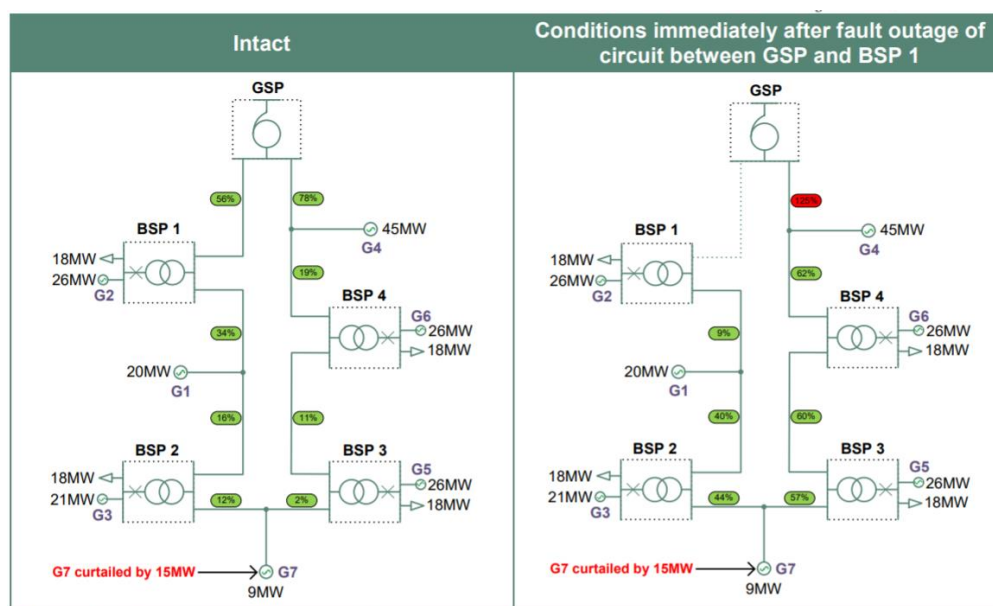 Intact
Conditions immediately after fault outage of
circuit between GSP and BSP 1
GSP
56%
78%
BSP 1
18MW
26MW
G2
45MW
G4
19%
BSP 4
G6
26MW
18MW
34%
20MW
G1
16%
11%
BSP 2
18MW
21MW
G3
BSP 3
G5
26MW
18MW
12%
2%
G7 curtailed by 15MW
G7
9MW
GSP
125%
BSP 1
18MW
26MW
G2
45MW
G4
62%
BSP 4
G6
26MW
18MW
9%
20MW
G1
40%
60%
BSP 2
18MW
21MW
G3
BSP 3
G5
26MW
18MW
44%
57%
G7 curtailed by 15MW
G7
9MW